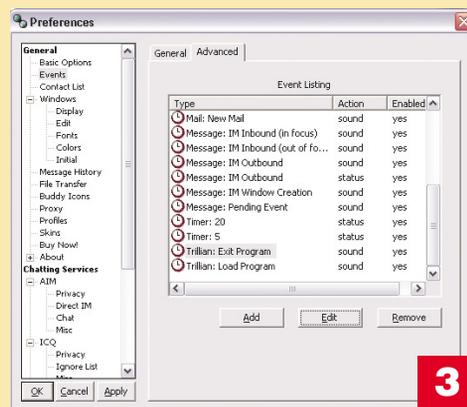 Preferences
General
Basic Options
Events
Contact List
Windows
Display
Edit
Fonts
Colors
Initial
Message History
File Transfer
Buddy Icons
Proxy
Profiles
Skins
Buy Now!
About
Chatting Services
AIM
Privacy
Direct IM
Chat
Misc
ICQ
Privacy
Ignore List
OK Cancel Apply
General Advanced
Event Listing
Type Action Enabled
Mail: New Mail sound yes
Message: IM Inbound (in focus) sound yes
Message: IM Inbound (out of fo... sound yes
Message: IM Outbound sound yes
Message: IM Outbound status yes
Message: IM Window Creation sound yes
Message: Pending Event sound yes
Timer: 20 status yes
Timer: 5 status yes
Trillian: Exit Program sound yes
Trillian: Load Program sound yes
Add Edit Remove
3